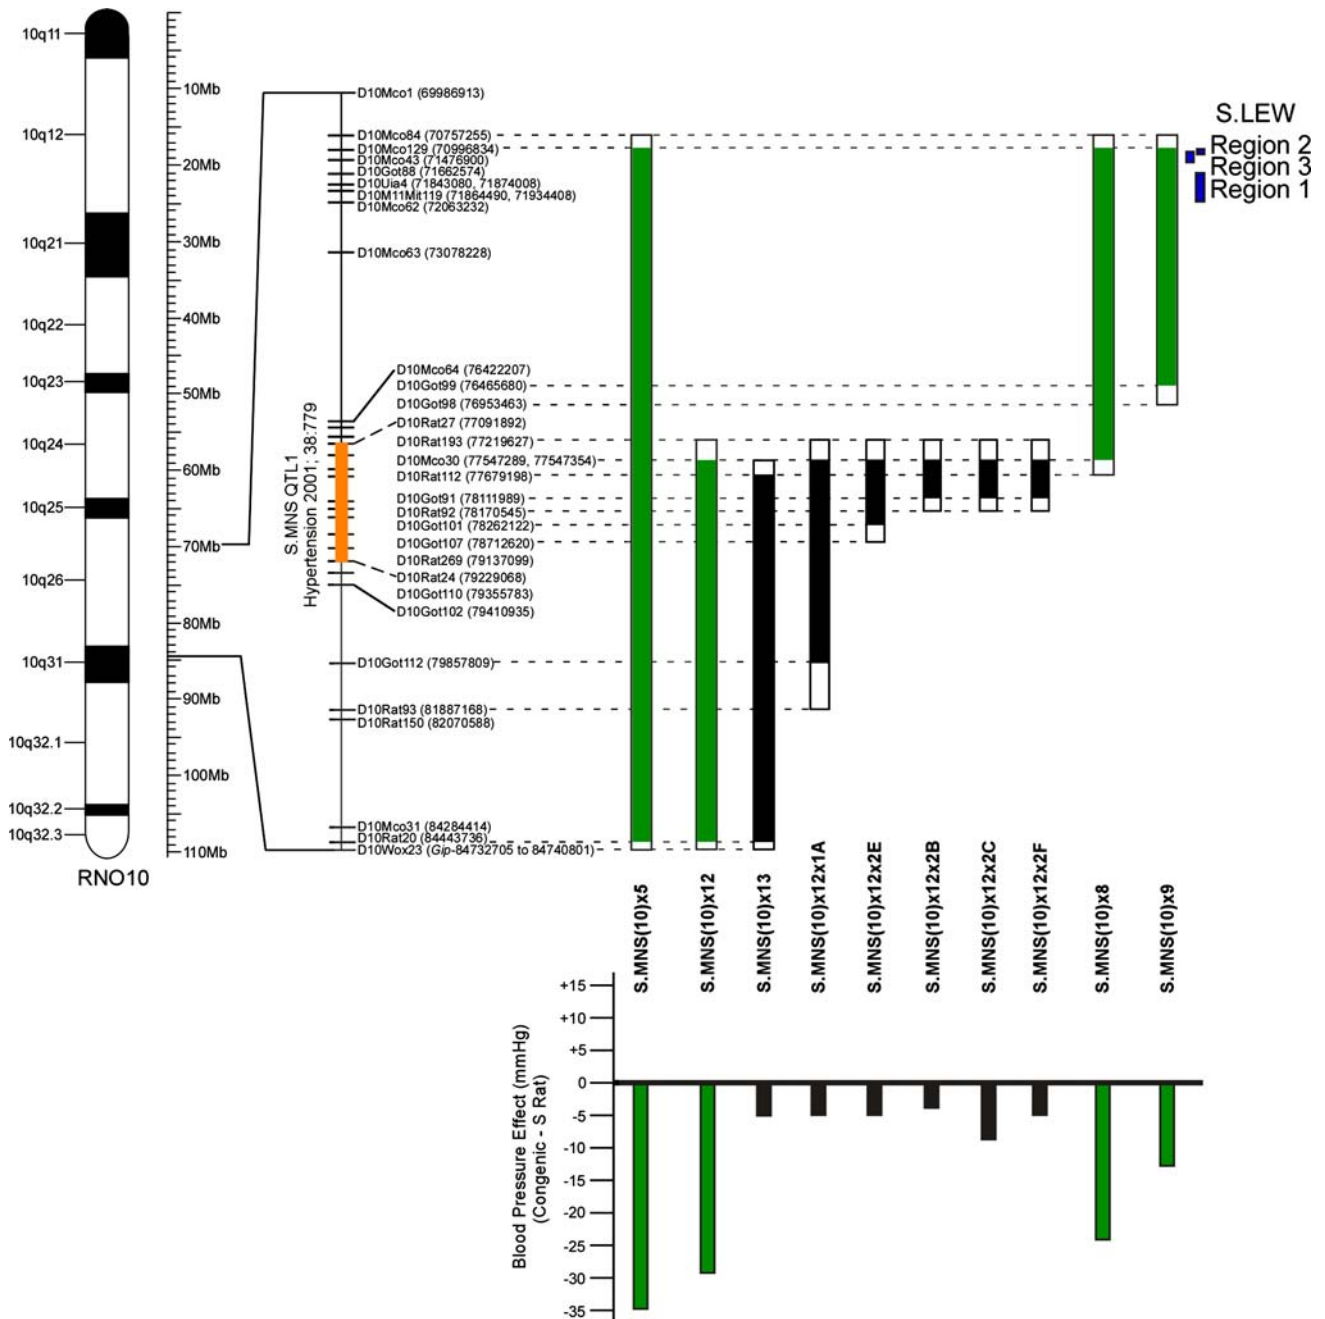 10q11
10q12
10q21
10q22
10q23
10q24
10q25
10q26
10q31
10q32.1
10q32.2
10q32.3
RNO10
10Mb
20Mb
30Mb
40Mb
50Mb
60Mb
70Mb
80Mb
90Mb
100Mb
110Mb
S.MNS QTL1
Hypertension 2001; 38:779
D10Mco1 (69986913)
D10Mco84 (70757255)
D10Mco129 (70996834)
D10Mco43 (71476900)
D10Got88 (71662574)
D10Uia4 (71843080, 71874008)
D10M11Mit119 (71864490, 71934408)
D10Mco62 (72063232)
D10Mco63 (73078228)
D10Mco64 (76422207)
D10Got99 (76465680)
D10Got98 (76953463)
D10Rat27 (77091892)
D10Rat193 (77219627)
D10Mco30 (77547289, 77547354)
D10Rat112 (77679198)
D10Got91 (78111989)
D10Rat92 (78170545)
D10Got101 (78262122)
D10Got107 (78712620)
D10Rat269 (79137099)
D10Rat24 (79229068)
D10Got110 (79355783)
D10Got102 (79410935)
D10Got112 (79857809)
D10Rat93 (81887168)
D10Rat150 (82070588)
D10Mco31 (84284414)
D10Rat20 (84443736)
D10Wox23 (Gip-84732705 to 84740801)
S.LEW
Region 2
Region 3
Region 1
S.MNS(10)x5
S.MNS(10)x12
S.MNS(10)x13
S.MNS(10)x12x1A
S.MNS(10)x12x2E
S.MNS(10)x12x2B
S.MNS(10)x12x2C
S.MNS(10)x12x2F
S.MNS(10)x8
S.MNS(10)x9
Blood Pressure Effect (mmHg)
(Congenic - S Rat)
+15
+10
+5
0
-5
-10
-15
-20
-25
-30
-35